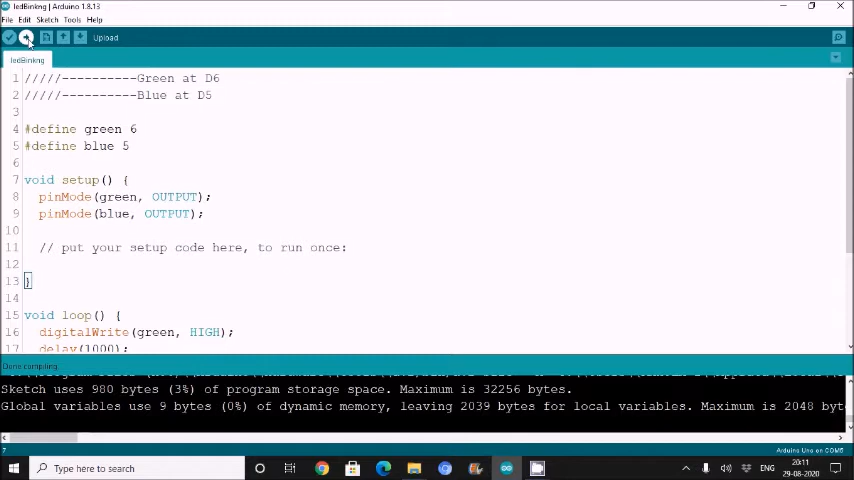 ledBinkng | Arduino 1.8.13
File Edit Sketch Tools Help
Upload
ledBinkng
1 /////----------Green at D6
2 /////----------Blue at D5
3
4 #define green 6
5 #define blue 5
6
7 void setup() {
8 pinMode(green, OUTPUT);
9 pinMode(blue, OUTPUT);
10
11 // put your setup code here, to run once:
12
13 }
14
15 void loop() {
16 digitalWrite(green, HIGH);
17 delay(1000);
Done compiling.
Sketch uses 980 bytes (3%) of program storage space. Maximum is 32256 bytes.
Global variables use 9 bytes (0%) of dynamic memory, leaving 2039 bytes for local variables. Maximum is 2048 byt
7 Arduino Uno on COM5
Type here to search
ENG
20:11
29-08-2020